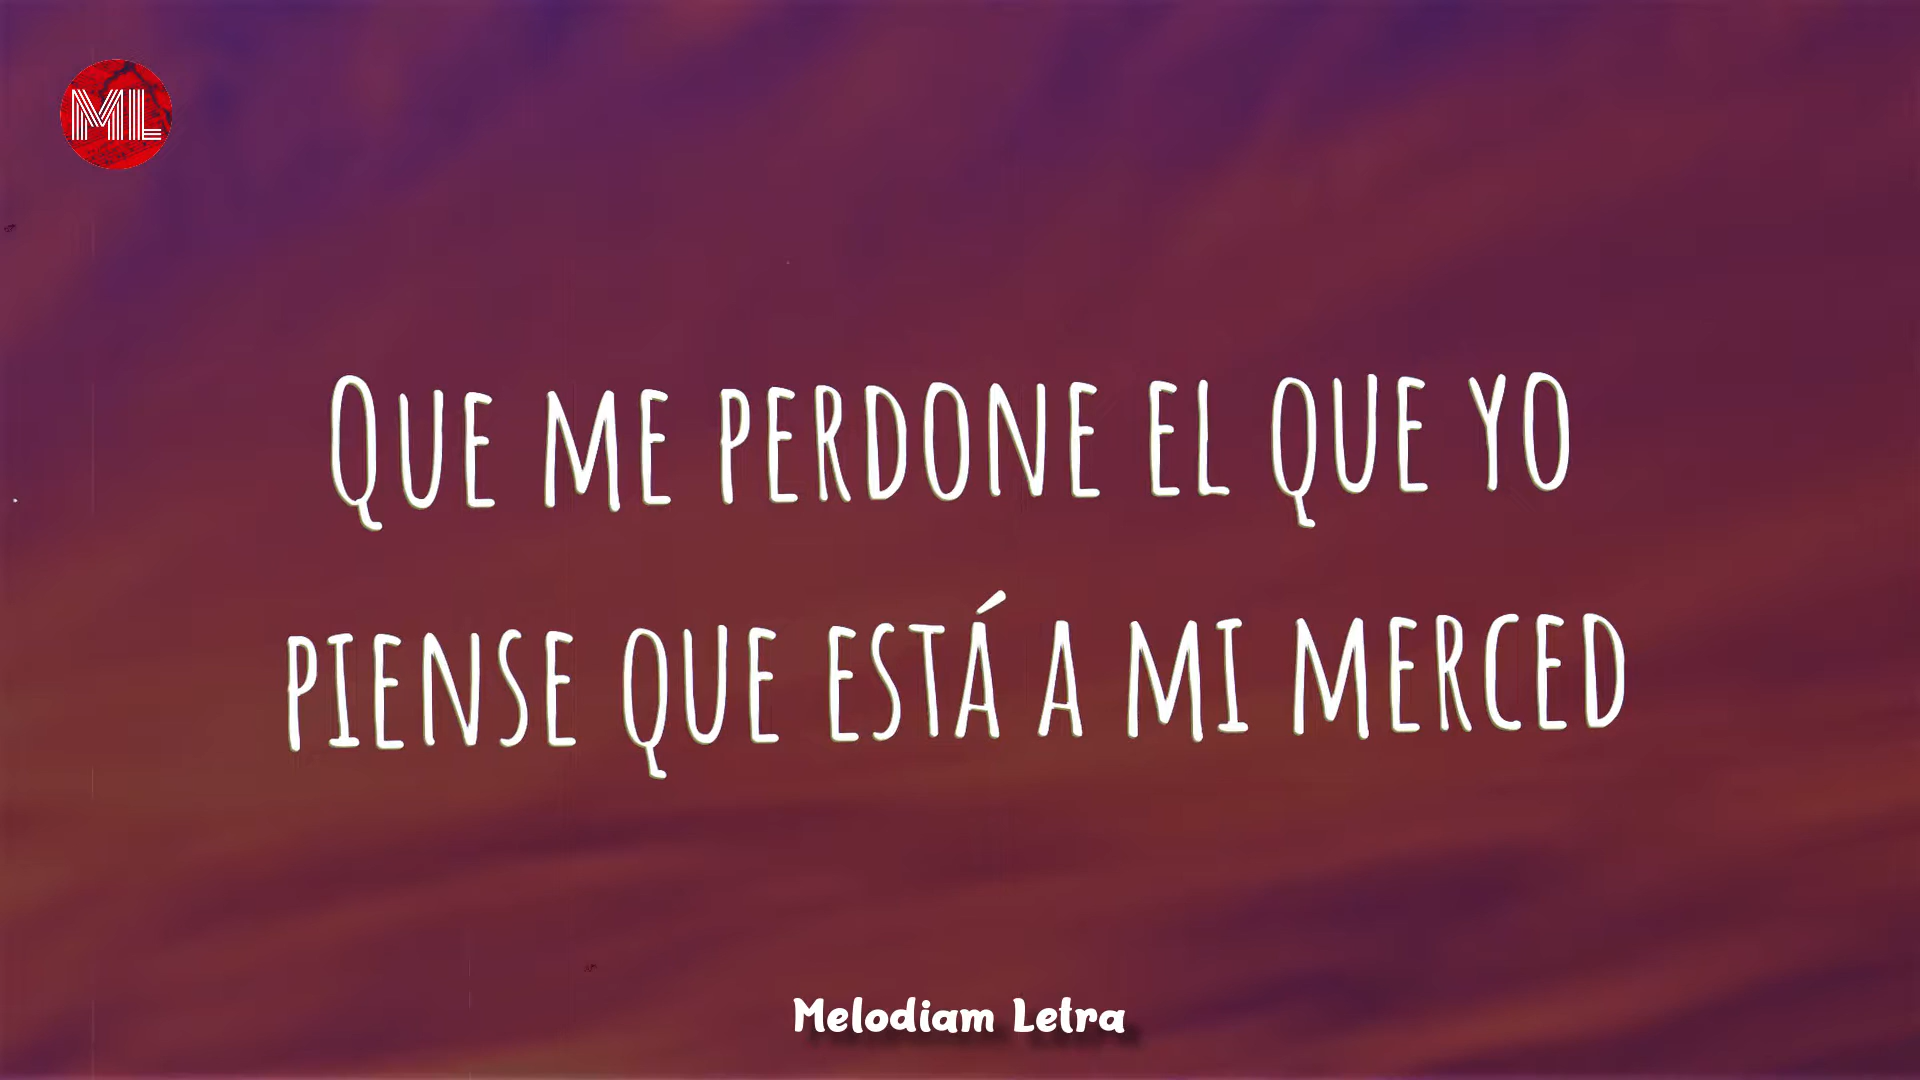 ML
QUE ME PERDONE EL QUE YO
PIENSE QUE ESTÁ A MI MERCED
Melodiam Letra